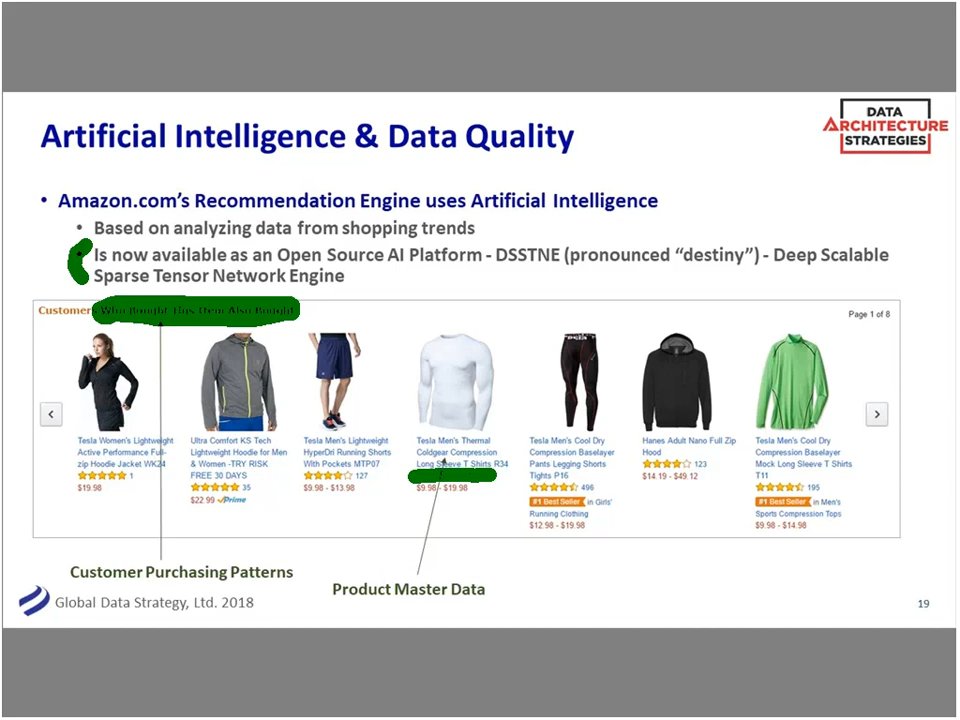 DATA
ARCHITECTURE
STRATEGIES
Artificial Intelligence & Data Quality
• Amazon.com's Recommendation Engine uses Artificial Intelligence
• Based on analyzing data from shopping trends
• Is now available as an Open Source AI Platform - DSSTNE (pronounced “destiny”) - Deep Scalable
Sparse Tensor Network Engine
Customers Who Bought This Item Also Bought
Page 1 of 8
Tesla Women's Lightweight
Active Performance Full-
zip Hoodie Jacket WK24
1
$19.98
Ultra Comfort KS Tech
Lightweight Hoodie for Men
& Women -TRY RISK
FREE 30 DAYS
35
$22.99 Prime
Tesla Men's Lightweight
HyperDri Running Shorts
With Pockets MTP07
127
$9.98 - $13.98
Tesla Men's Thermal
Coldgear Compression
Long Sleeve T Shirts R34
$9.98 - $19.98
Tesla Men's Cool Dry
Compression Baselayer
Pants Legging Shorts
Tights P16
496
#1 Best Seller in Girls'
Running Clothing
$12.98 - $19.98
Hanes Adult Nano Full Zip
Hood
123
$14.19 - $49.12
Tesla Men's Cool Dry
Compression Baselayer
Mock Long Sleeve T Shirts
T11
195
#1 Best Seller in Men's
Sports Compression Tops
$9.98 - $14.98
Customer Purchasing Patterns
Product Master Data
Global Data Strategy, Ltd. 2018
19